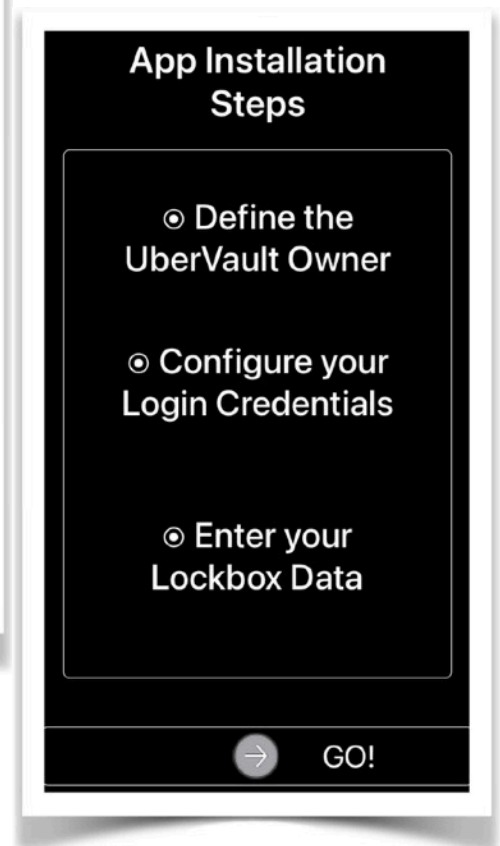 App Installation
Steps
◉ Define the
UberVault Owner
◉ Configure your
Login Credentials
◉ Enter your
Lockbox Data
→ GO!